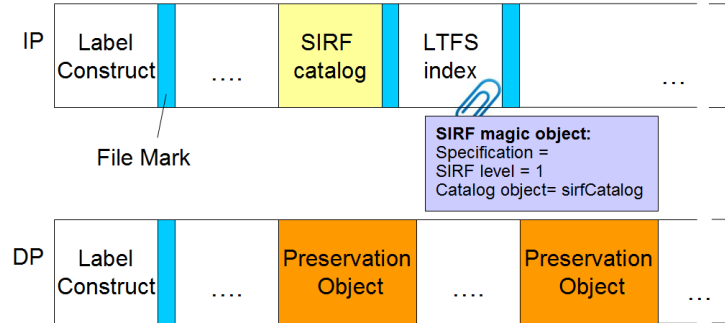 IP
Label
Construct
....
SIRF
catalog
LTFS
index
...
File Mark
SIRF magic object:
Specification =
SIRF level = 1
Catalog object= sirfCatalog
DP
Label
Construct
....
Preservation
Object
....
Preservation
Object
...